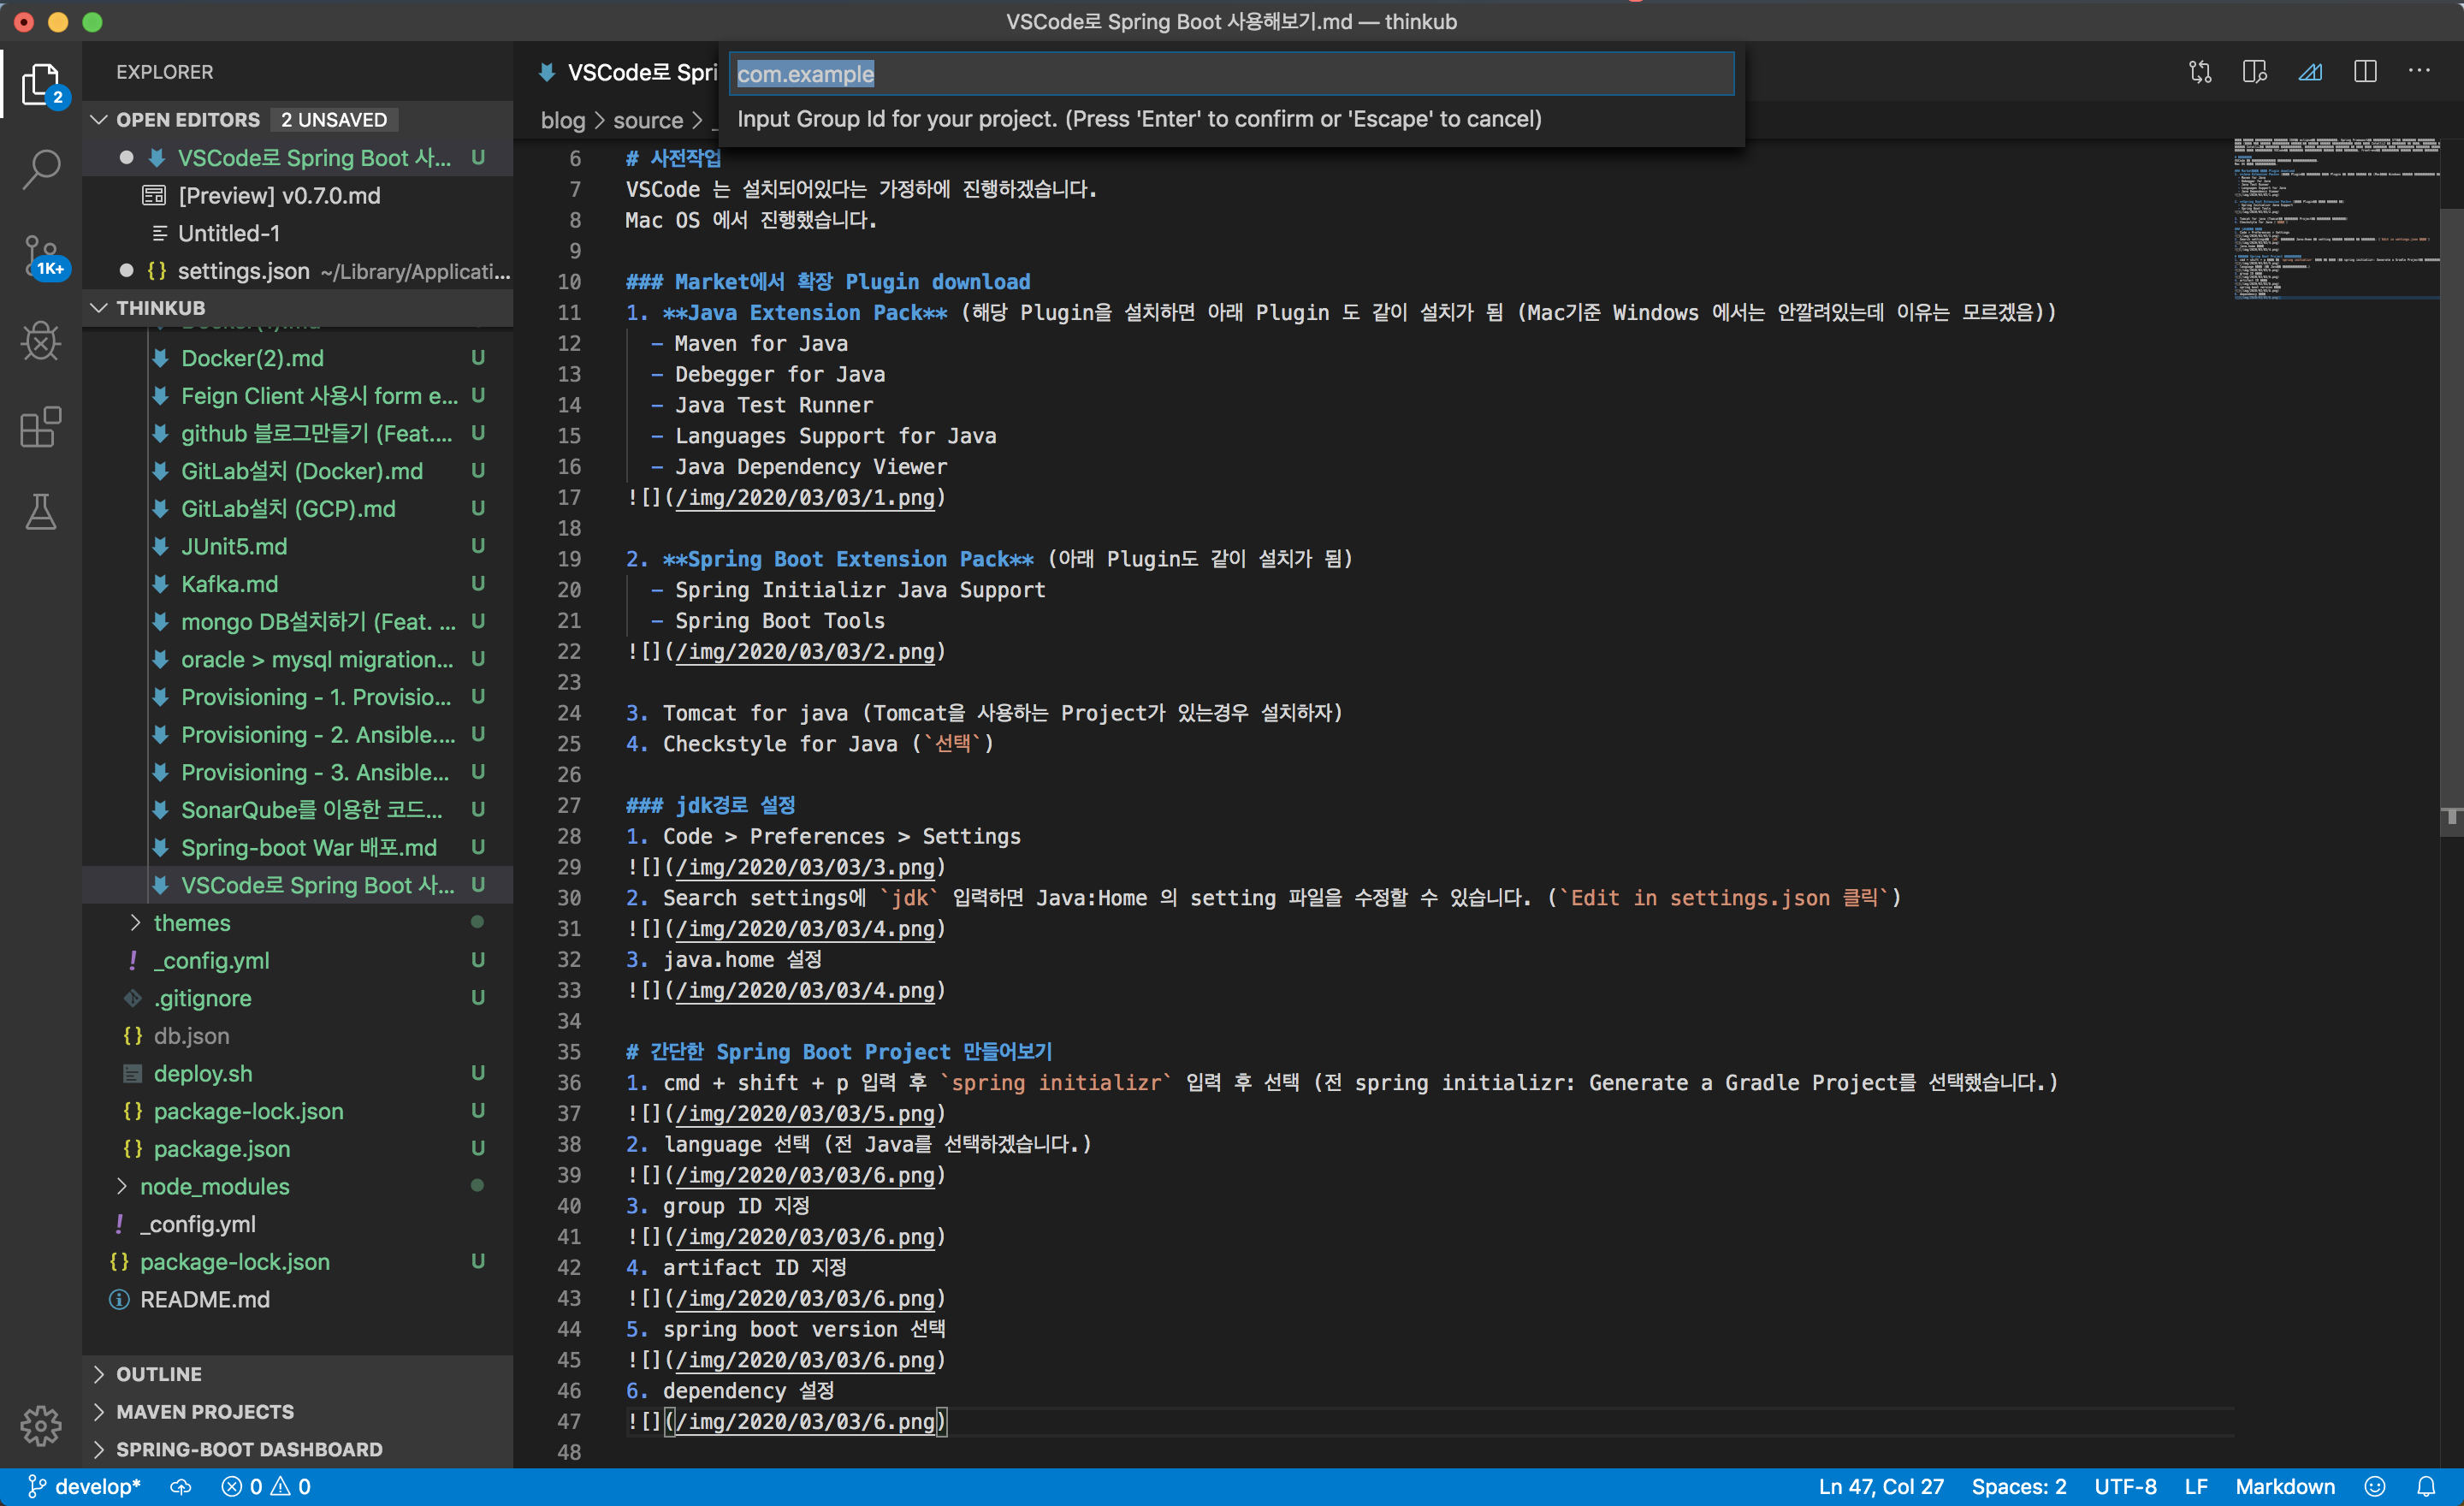 VSCode로 Spring Boot 사용해보기.md — thinkub
EXPLORER
OPEN EDITORS 2 UNSAVED
VSCode로 Spring Boot 사... U
[Preview] v0.7.0.md
Untitled-1
{} settings.json ~/Library/Applicati...
THINKUB
Docker(2).md U
Feign Client 사용시 form e... U
github 블로그만들기 (Feat.... U
GitLab설치 (Docker).md U
GitLab설치 (GCP).md U
JUnit5.md U
Kafka.md U
mongo DB설치하기 (Feat. ... U
oracle > mysql migration... U
Provisioning - 1. Provisio... U
Provisioning - 2. Ansible.... U
Provisioning - 3. Ansible... U
SonarQube를 이용한 코드... U
Spring-boot War 배포.md U
VSCode로 Spring Boot 사... U
themes
! _config.yml U
.gitignore U
{} db.json
deploy.sh U
{} package-lock.json U
{} package.json U
node_modules
! _config.yml
{} package-lock.json U
README.md
OUTLINE
MAVEN PROJECTS
SPRING-BOOT DASHBOARD
2
1K+
VSCode로 Spri
com.example
Input Group Id for your project. (Press 'Enter' to confirm or 'Escape' to cancel)
blog > source > _
6 # 사전작업
7 VSCode 는 설치되어있다는 가정하에 진행하겠습니다.
8 Mac OS 에서 진행했습니다.
9
10 ### Market에서 확장 Plugin download
11 1. **Java Extension Pack** (해당 Plugin을 설치하면 아래 Plugin 도 같이 설치가 됨 (Mac기준 Windows 에서는 안깔려있는데 이유는 모르겠음))
12 - Maven for Java
13 - Debegger for Java
14 - Java Test Runner
15 - Languages Support for Java
16 - Java Dependency Viewer
17 ![](/img/2020/03/03/1.png)
18
19 2. **Spring Boot Extension Pack** (아래 Plugin도 같이 설치가 됨)
20 - Spring Initializr Java Support
21 - Spring Boot Tools
22 ![](/img/2020/03/03/2.png)
23
24 3. Tomcat for java (Tomcat을 사용하는 Project가 있는경우 설치하자)
25 4. Checkstyle for Java (`선택`)
26
27 ### jdk경로 설정
28 1. Code > Preferences > Settings
29 ![](/img/2020/03/03/3.png)
30 2. Search settings에 `jdk` 입력하면 Java:Home 의 setting 파일을 수정할 수 있습니다. (`Edit in settings.json 클릭`)
31 ![](/img/2020/03/03/4.png)
32 3. java.home 설정
33 ![](/img/2020/03/03/4.png)
34
35 # 간단한 Spring Boot Project 만들어보기
36 1. cmd + shift + p 입력 후 `spring initializr` 입력 후 선택 (전 spring initializr: Generate a Gradle Project를 선택했습니다.)
37 ![](/img/2020/03/03/5.png)
38 2. language 선택 (전 Java를 선택하겠습니다.)
39 ![](/img/2020/03/03/6.png)
40 3. group ID 지정
41 ![](/img/2020/03/03/6.png)
42 4. artifact ID 지정
43 ![](/img/2020/03/03/6.png)
44 5. spring boot version 선택
45 ![](/img/2020/03/03/6.png)
46 6. dependency 설정
47 ![](/img/2020/03/03/6.png)
48
develop* 0 0 Ln 47, Col 27 Spaces: 2 UTF-8 LF Markdown